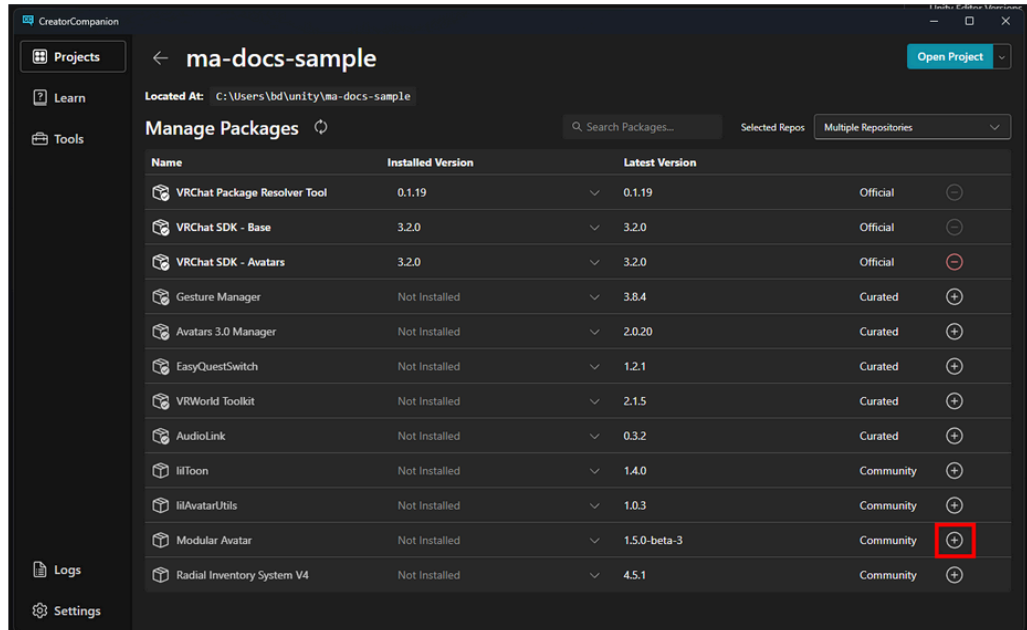 Unity Editor Versions
CreatorCompanion
Projects
Learn
Tools
Logs
Settings
ma-docs-sample
Open Project
Located At: C:\Users\bd\unity\ma-docs-sample
Manage Packages
Search Packages...
Selected Repos
Multiple Repositories
Name Installed Version Latest Version
VRChat Package Resolver Tool 0.1.19 0.1.19 Official
VRChat SDK - Base 3.2.0 3.2.0 Official
VRChat SDK - Avatars 3.2.0 3.2.0 Official
Gesture Manager Not Installed 3.8.4 Curated
Avatars 3.0 Manager Not Installed 2.0.20 Curated
EasyQuestSwitch Not Installed 1.2.1 Curated
VRWorld Toolkit Not Installed 2.1.5 Curated
AudioLink Not Installed 0.3.2 Curated
lilToon Not Installed 1.4.0 Community
lilAvatarUtils Not Installed 1.0.3 Community
Modular Avatar Not Installed 1.5.0-beta-3 Community
Radial Inventory System V4 Not Installed 4.5.1 Community